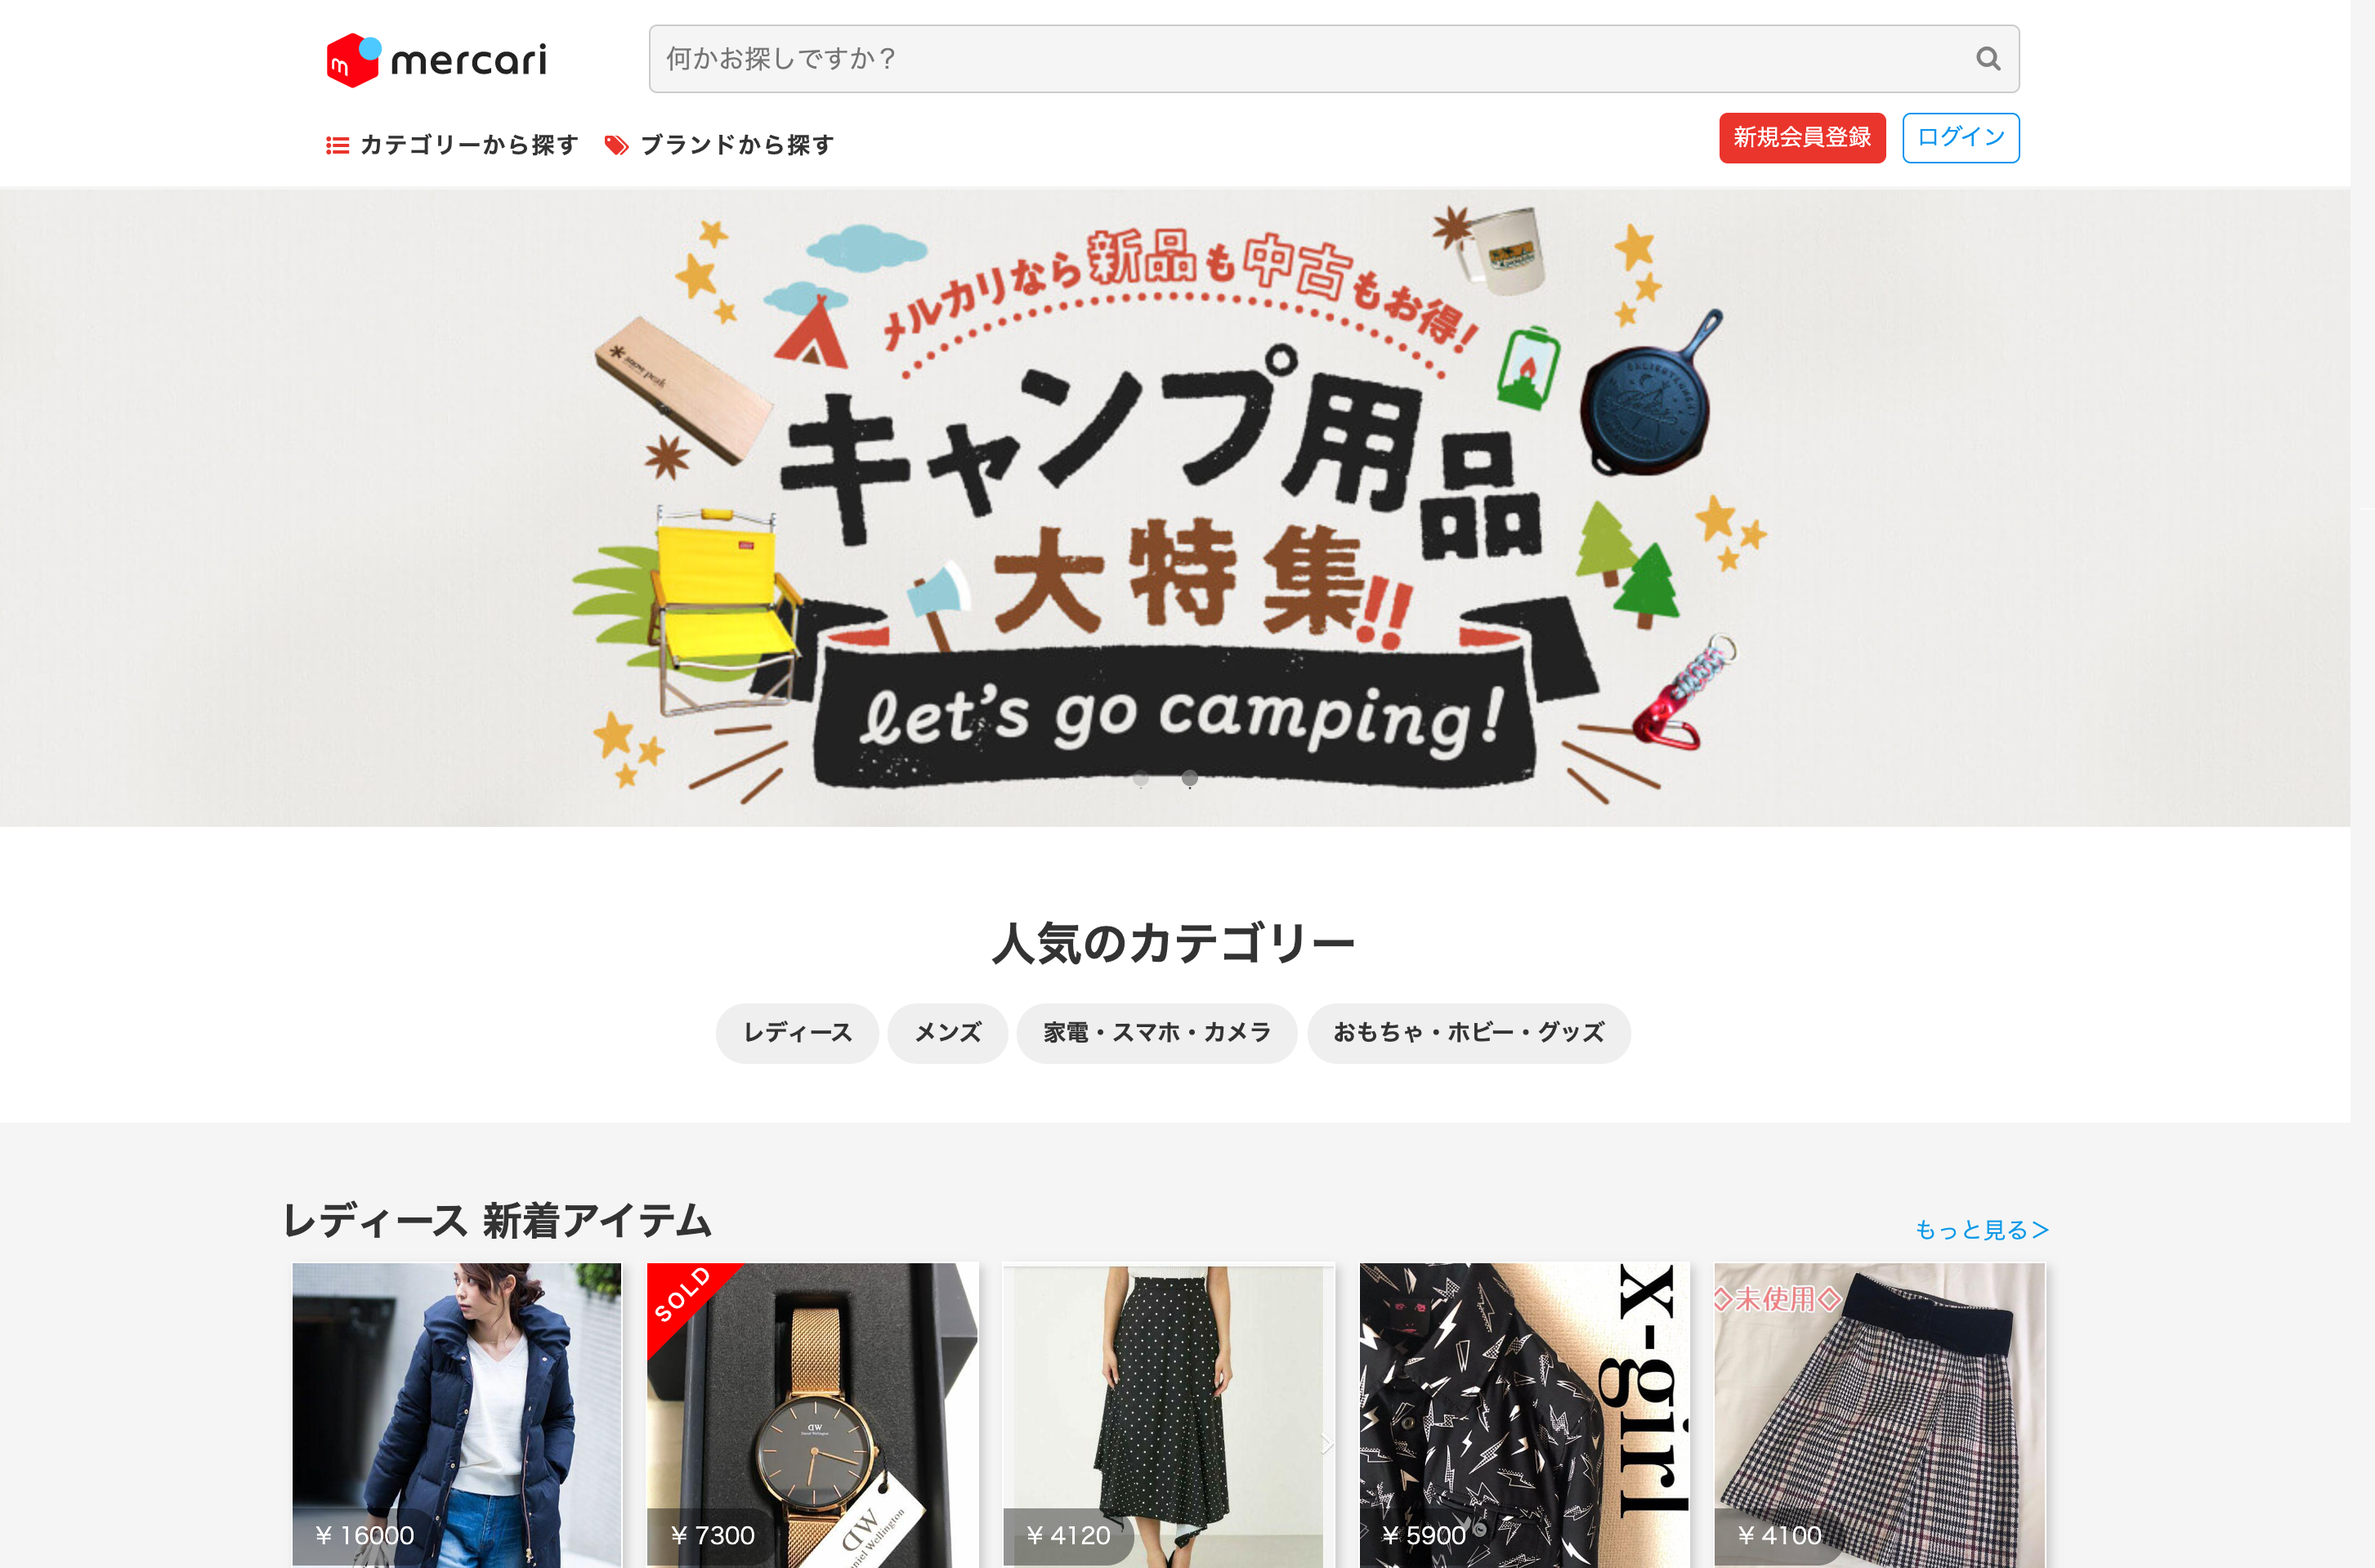 mercari
何かお探しですか？
カテゴリーから探す
ブランドから探す
新規会員登録
ログイン
メルカリなら新品も中古もお得!
snow peak
キャンプ用品
大特集!!
let's go camping!
人気のカテゴリー
レディース
メンズ
家電・スマホ・カメラ
おもちゃ・ホビー・グッズ
レディース 新着アイテム
もっと見る＞
SOLD
x-girl
◇未使用◇
DW
Daniel Wellington
DW
¥ 16000
¥ 7300
¥ 4120
¥ 5900
¥ 4100